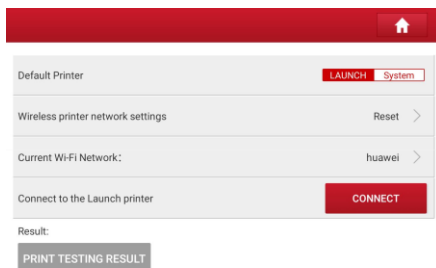 Default Printer LAUNCH System
Wireless printer network settings Reset
Current Wi-Fi Network: huawei
Connect to the Launch printer CONNECT
Result:
PRINT TESTING RESULT